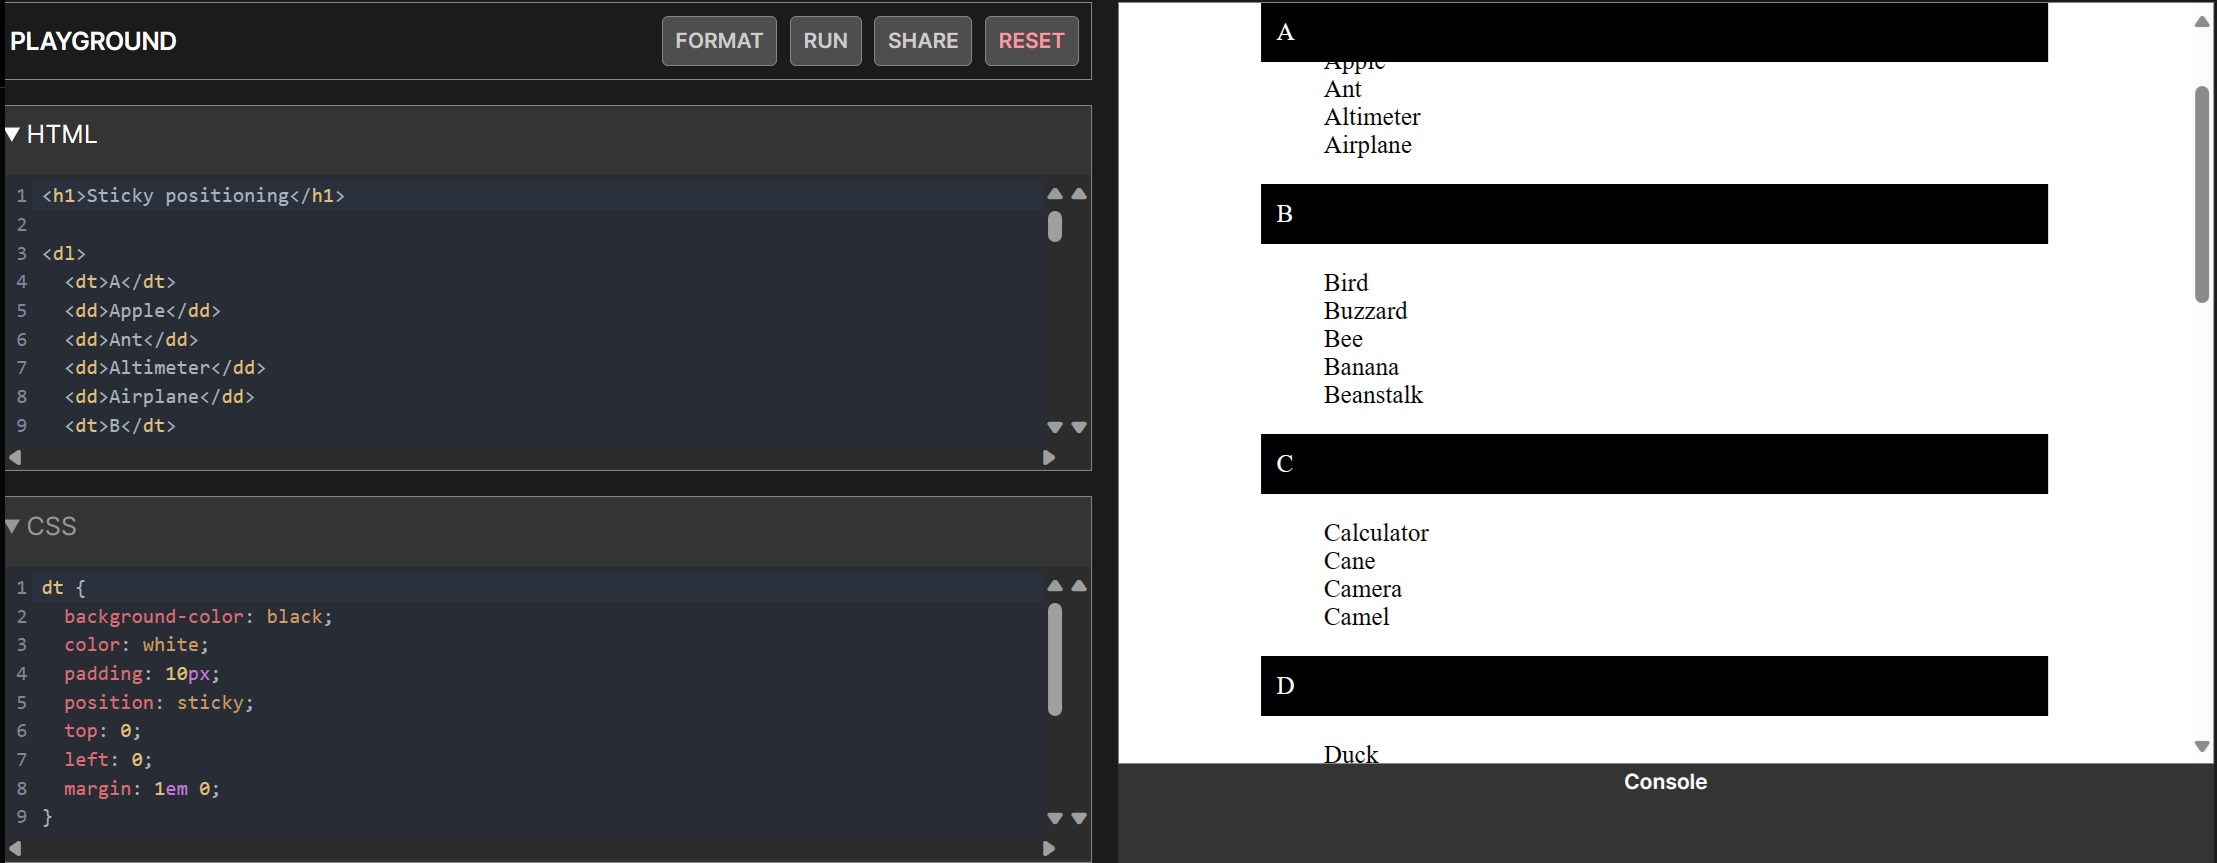 PLAYGROUND
FORMAT
RUN
SHARE
RESET
▼ HTML
1 <h1>Sticky positioning</h1>
2
3 <dl>
4   <dt>A</dt>
5   <dd>Apple</dd>
6   <dd>Ant</dd>
7   <dd>Altimeter</dd>
8   <dd>Airplane</dd>
9   <dt>B</dt>
▼ CSS
1 dt {
2   background-color: black;
3   color: white;
4   padding: 10px;
5   position: sticky;
6   top: 0;
7   left: 0;
8   margin: 1em 0;
9 }
A
Apple
Ant
Altimeter
Airplane
B
Bird
Buzzard
Bee
Banana
Beanstalk
C
Calculator
Cane
Camera
Camel
D
Duck
Console